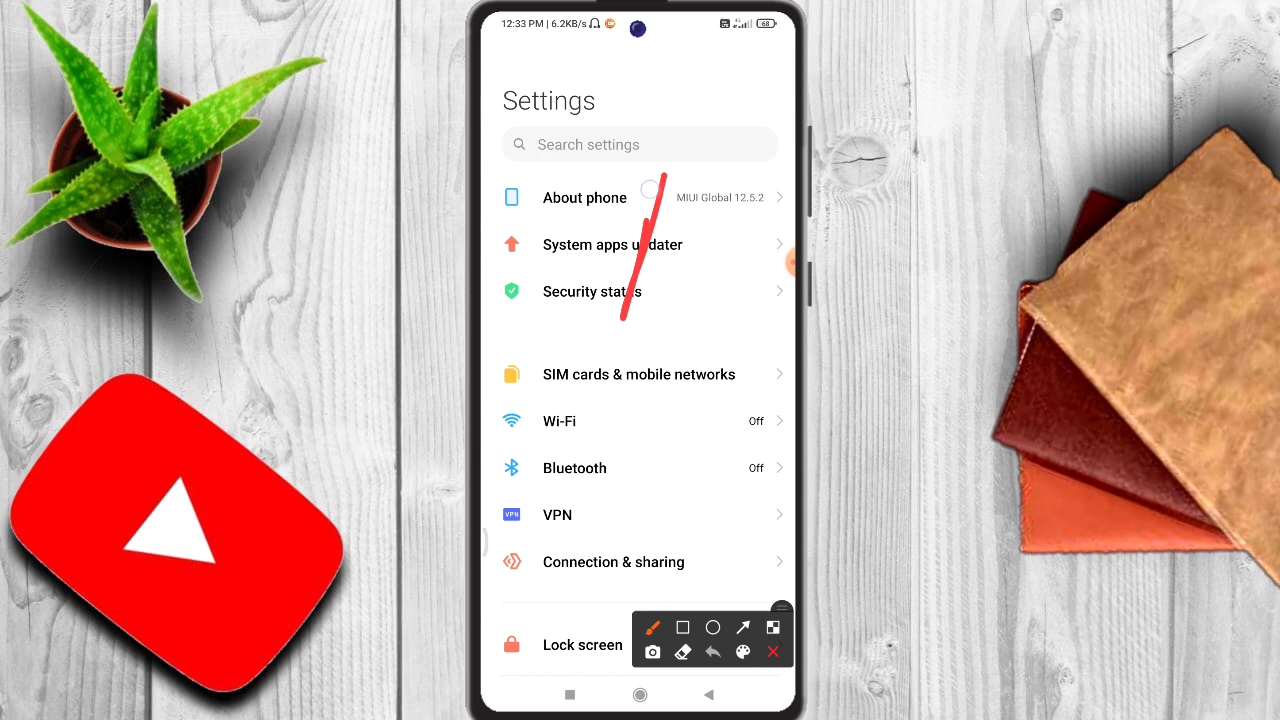 12:33 PM | 6.2KB/s 68
Settings
Search settings
About phone MIUI Global 12.5.2
System apps updater
Security status
SIM cards & mobile networks
Wi-Fi Off
Bluetooth Off
VPN VPN
Connection & sharing
Lock screen